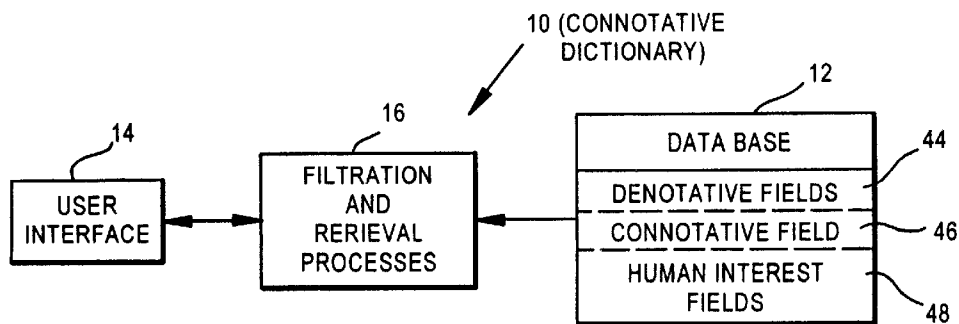 10 (CONNOTATIVE
DICTIONARY)
12
14
16
DATA BASE
44
USER
INTERFACE
FILTRATION
AND
RERIEVAL
PROCESSES
DENOTATIVE FIELDS
CONNOTATIVE FIELD
46
HUMAN INTEREST
FIELDS
48